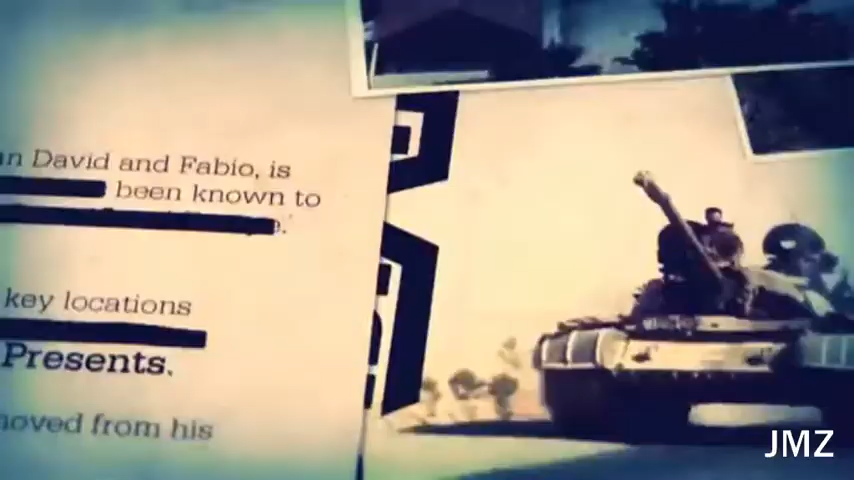 n David and Fabio, is
been known to
e.
key locations
Presents.
moved from his
JMZ